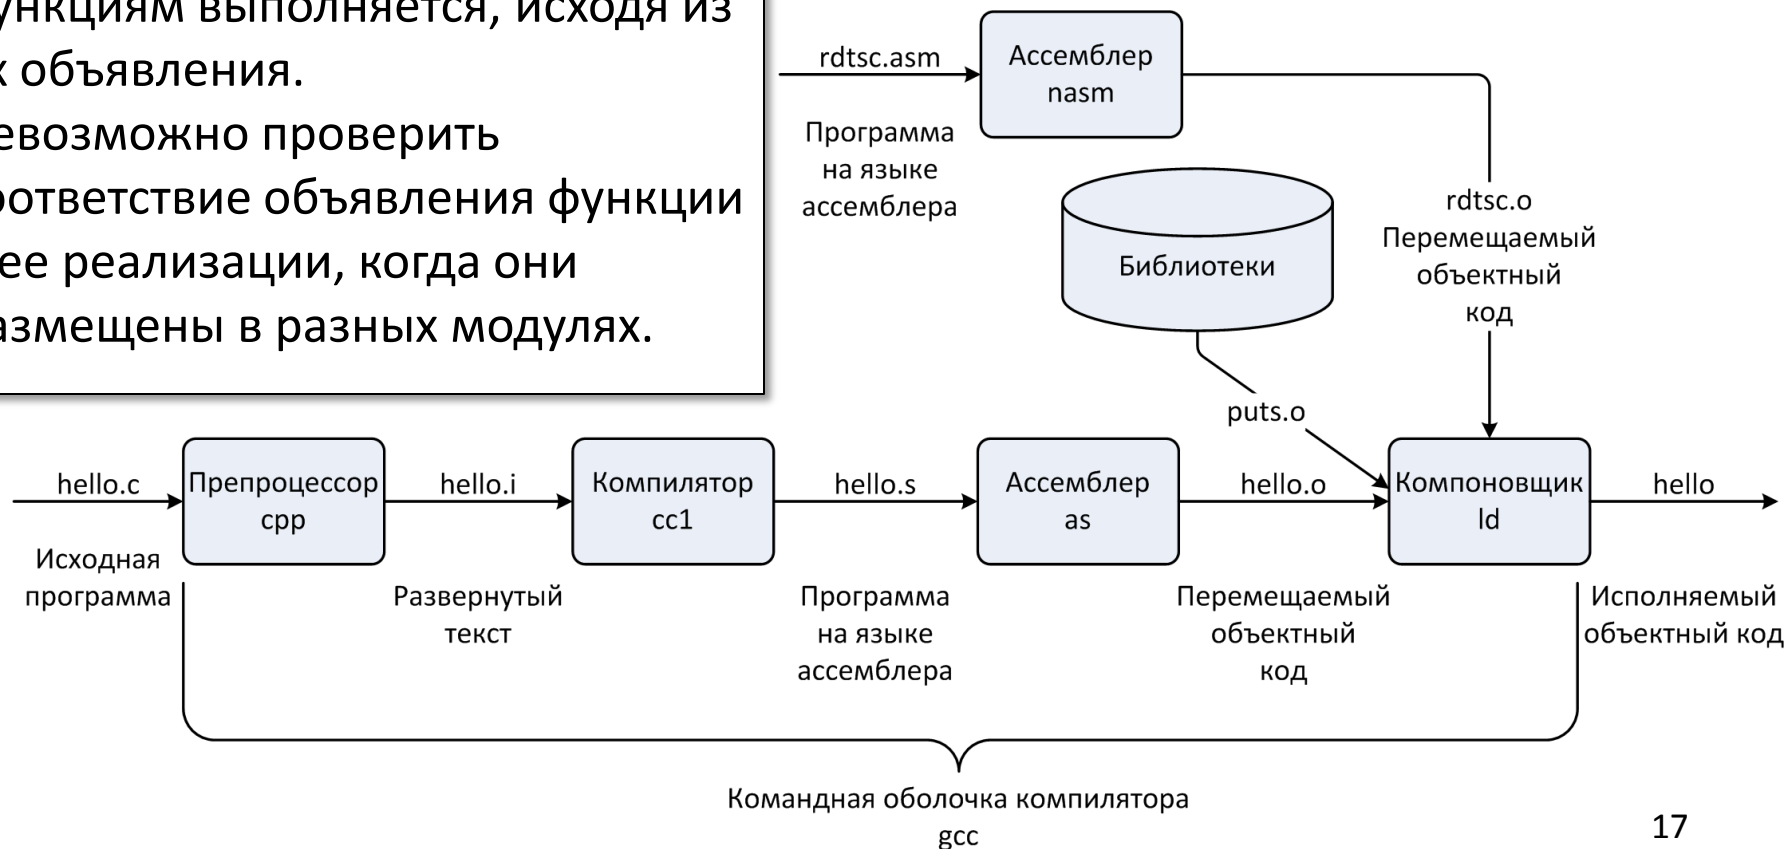 ункциям выполняется, исходя из
х объявления.
евозможно проверить
оответствие объявления функции
ее реализации, когда они
азмещены в разных модулях.
rdtsc.asm
Ассемблер
nasm
Программа
на языке
ассемблера
Библиотеки
rdtsc.o
Перемещаемый
объектный
код
puts.o
hello.c
Препроцессор
cpp
hello.i
Компилятор
cc1
hello.s
Ассемблер
as
hello.o
Компоновщик
ld
hello
Исходная
программа
Развернутый
текст
Программа
на языке
ассемблера
Перемещаемый
объектный
код
Исполняемый
объектный код
Командная оболочка компилятора
gcc
17